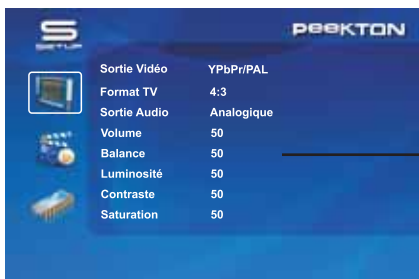 S
SETUP
PEEKTON
Sortie Vidéo YPbPr/PAL
Format TV 4:3
Sortie Audio Analogique
Volume 50
Balance 50
Luminosité 50
Contraste 50
Saturation 50